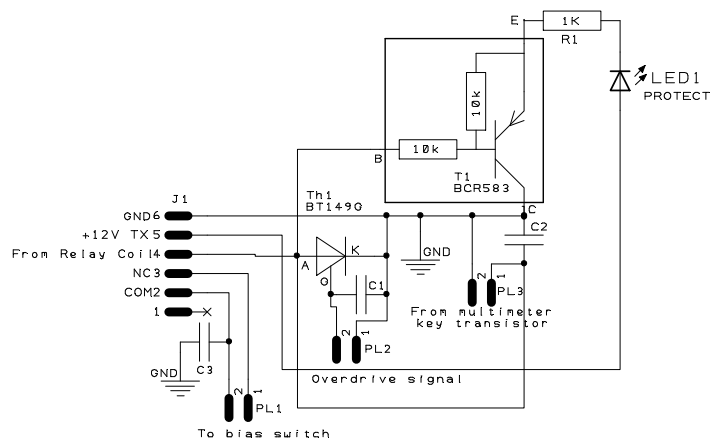 E
1K
R1
LED1
PROTECT
10k
B
10k
T1
BCR583
C
J1
Th1
BT149G
GND6
+12V TX5
From Relay Coil4
NC3
COM2
1
A
K
G
C1
GND
C2
2
1
PL3
From multimeter
key transistor
C3
GND
2
1
PL2
Overdrive signal
2
1
PL1
To bias switch